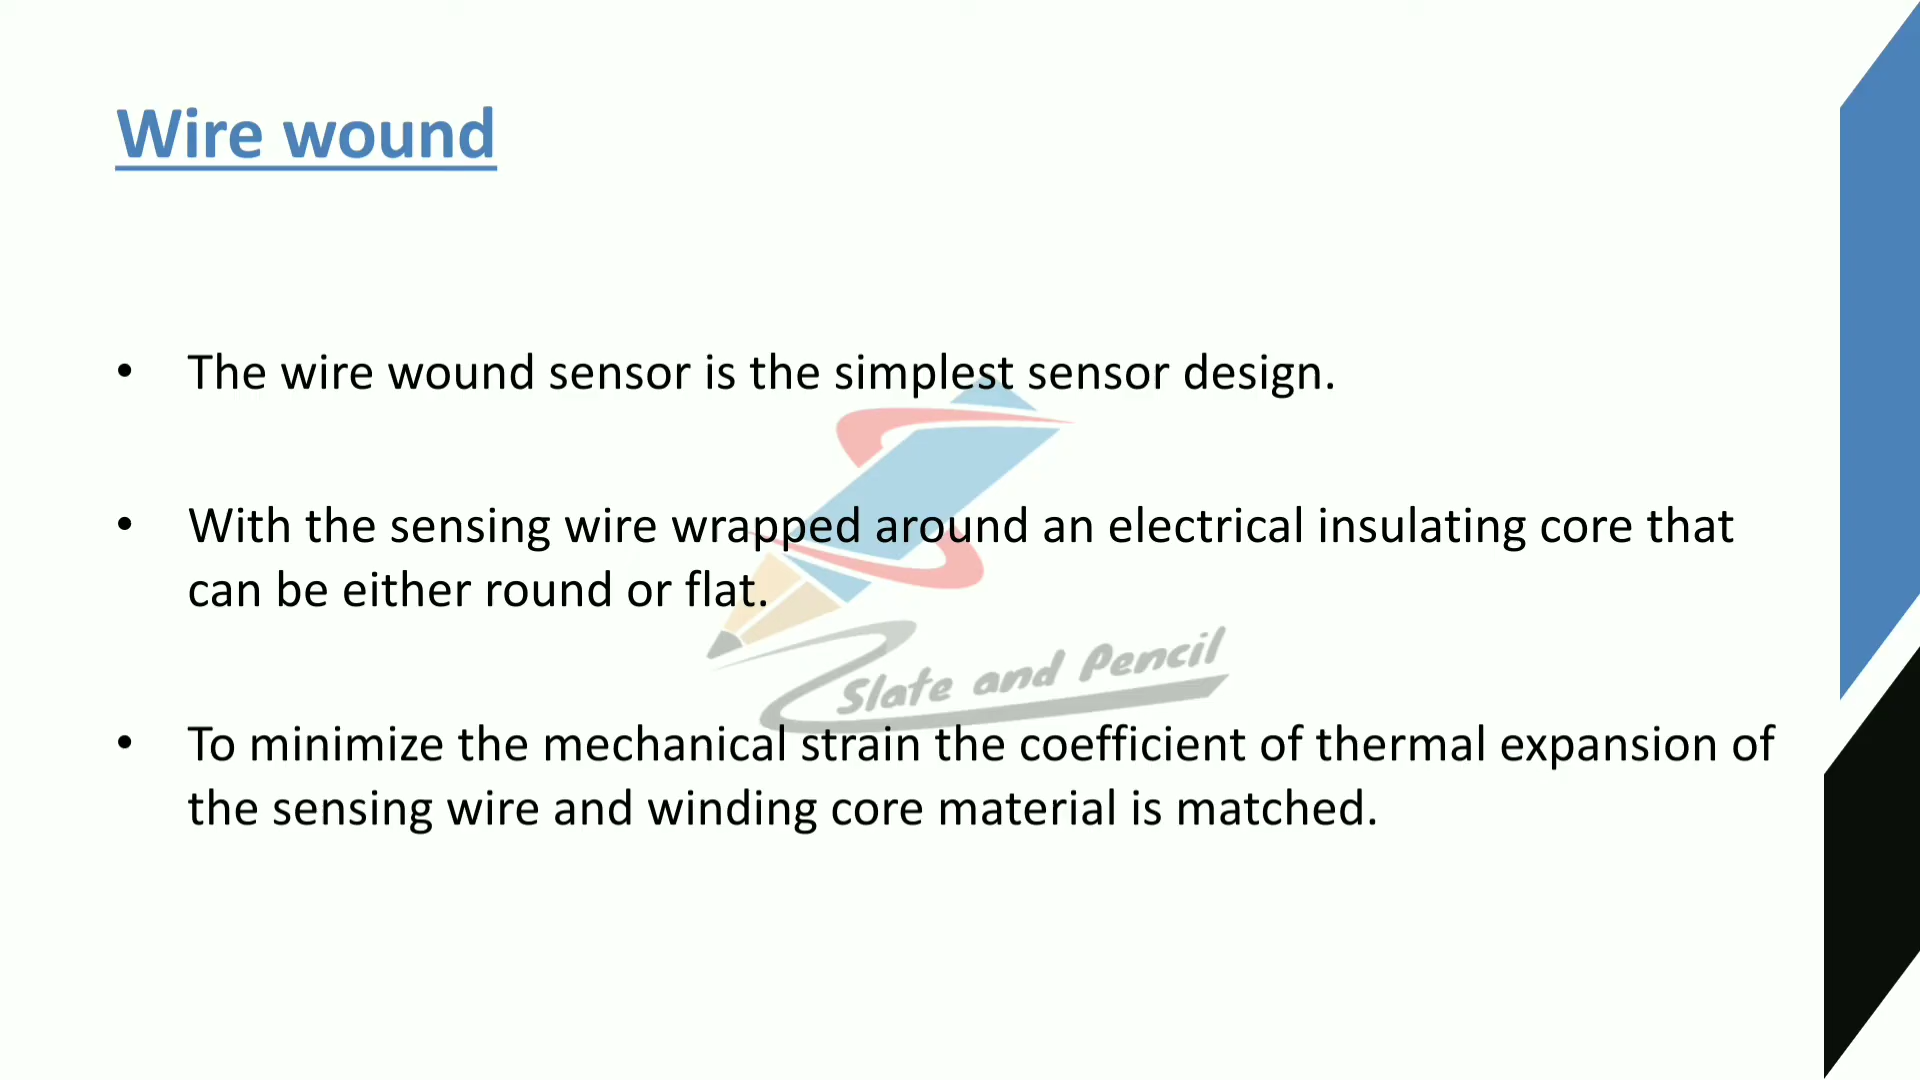 Wire wound
• The wire wound sensor is the simplest sensor design.
• With the sensing wire wrapped around an electrical insulating core that
can be either round or flat.
Slate and Pencil
• To minimize the mechanical strain the coefficient of thermal expansion of
the sensing wire and winding core material is matched.